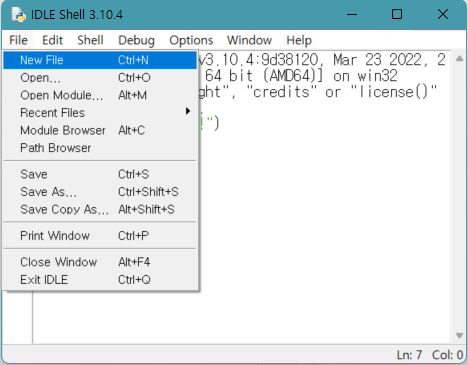 IDLE Shell 3.10.4
File Edit Shell Debug Options Window Help
New File Ctrl+N
Open... Ctrl+O
Open Module... Alt+M
Recent Files
Module Browser Alt+C
Path Browser
Save Ctrl+S
Save As... Ctrl+Shift+S
Save Copy As... Alt+Shift+S
Print Window Ctrl+P
Close Window Alt+F4
Exit IDLE Ctrl+Q
v3.10.4:9d38120, Mar 23 2022, 2
64 bit (AMD64)] on win32
ght", "credits" or "license()"
!")
Ln: 7 Col: 0